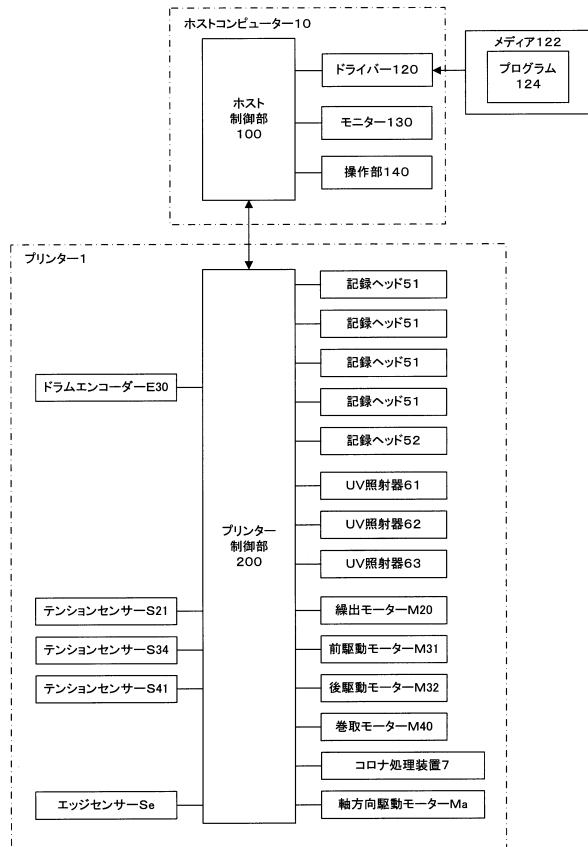 ホストコンピューター10
ホスト
制御部
100
ドライバー120
モニター130
操作部140
メディア122
プログラム
124
プリンター1
プリンター
制御部
200
ドラムエンコーダーE30
テンションセンサーS21
テンションセンサーS34
テンションセンサーS41
エッジセンサーSe
記録ヘッド51
記録ヘッド51
記録ヘッド51
記録ヘッド51
記録ヘッド52
UV照射器61
UV照射器62
UV照射器63
繰出モーターM20
前駆動モーターM31
後駆動モーターM32
巻取モーターM40
コロナ処理装置7
軸方向駆動モーターMa